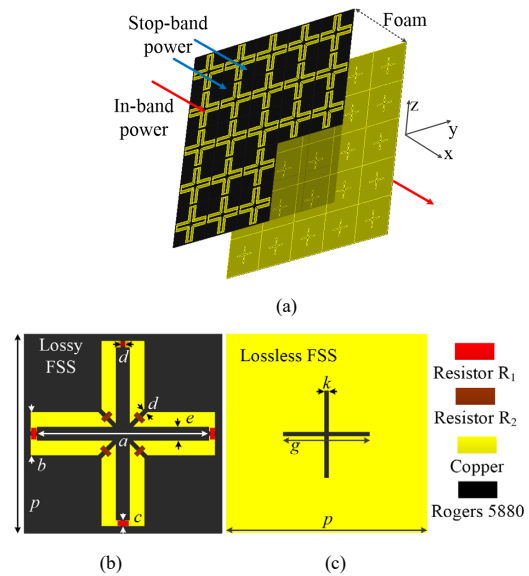 Foam
Stop-band
power
In-band
power
z
y
x
(a)
Lossy
FSS
d
d
e
a
b
c
p
Lossless FSS
k
g
p
Resistor R₁
Resistor R₂
Copper
Rogers 5880
(b)
(c)